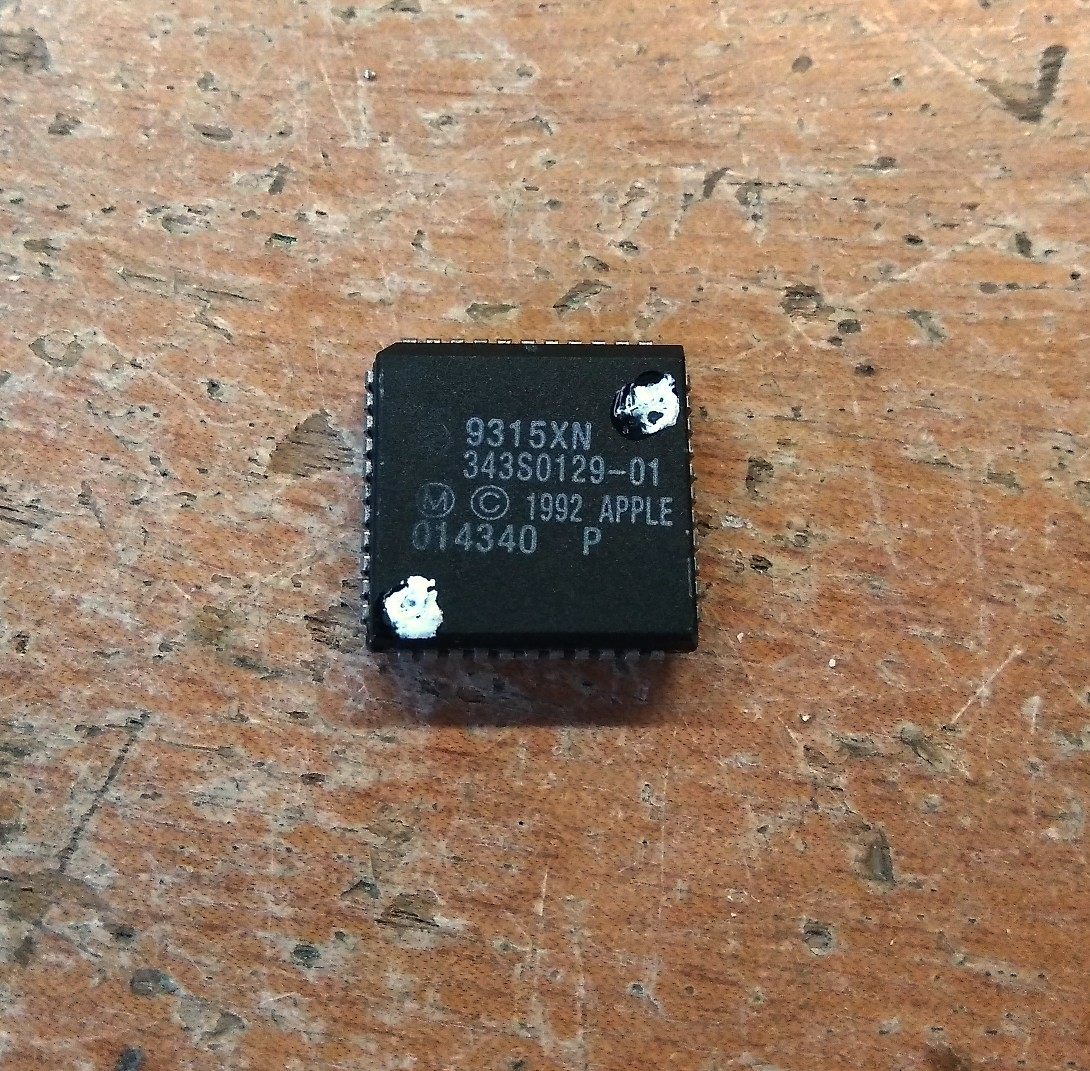 9315XN
343S0129-01
Ⓜ © 1992 APPLE
014340 P